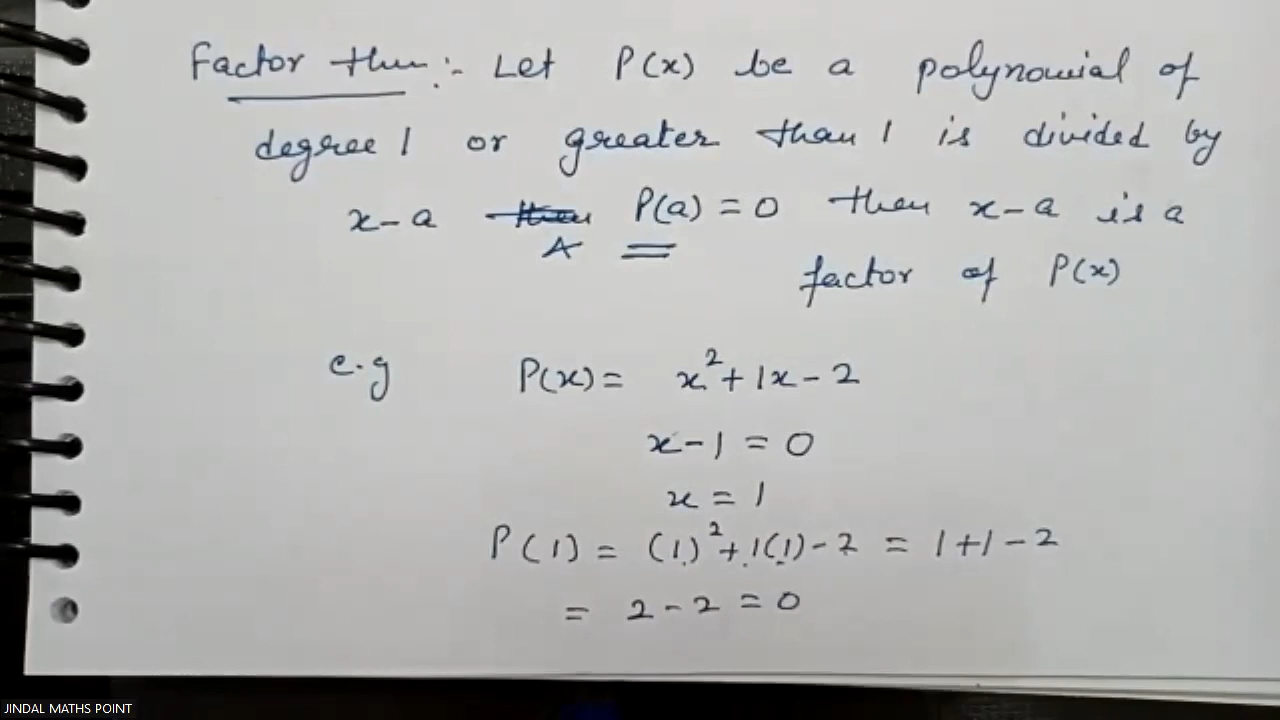 Factor thm :- Let P(x) be a polynomial of
degree 1 or greater than 1 is divided by
x-a P(a) = 0 then x-a is a
factor of P(x)
e.g P(x) = x² + 1x - 2
x - 1 = 0
x = 1
P(1) = (1)² + 1(1) - 2 = 1+1-2
= 2 - 2 = 0
JINDAL MATHS POINT